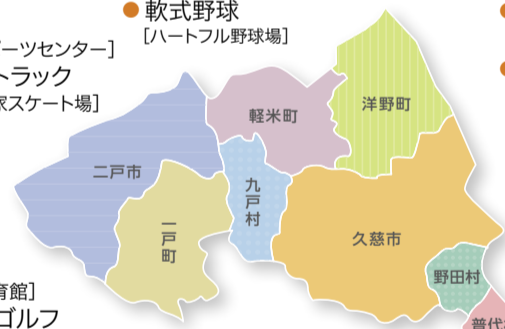 ● 軟式野球
[ハートフル野球場]
ーツセンター]
トラック
スケート場]
軽米町
洋野町
二戸市
九戸村
一戸町
久慈市
野田村
普代
育館]
ゴルフ